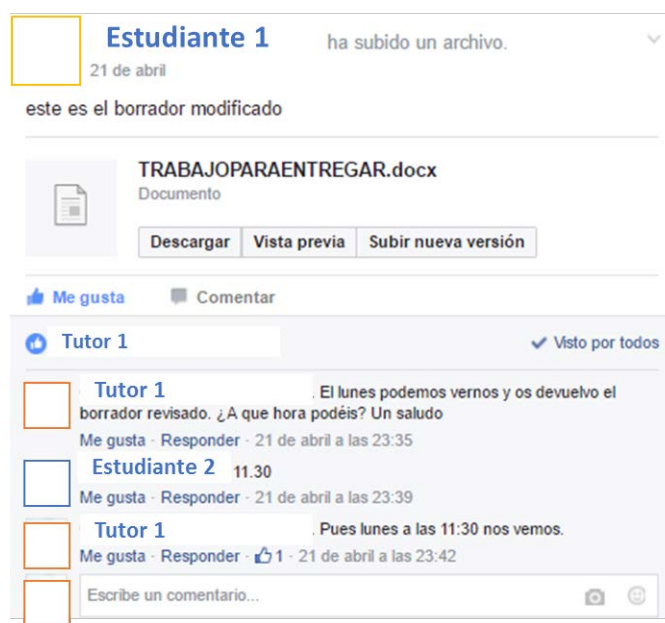 Estudiante 1 ha subido un archivo.
21 de abril
este es el borrador modificado
TRABAJOPARAENTREGAR.docx
Documento
Descargar Vista previa Subir nueva versión
Me gusta Comentar
Tutor 1 Visto por todos
Tutor 1 . El lunes podemos vernos y os devuelvo el
borrador revisado. ¿A que hora podéis? Un saludo
Me gusta · Responder · 21 de abril a las 23:35
Estudiante 2 11.30
Me gusta · Responder · 21 de abril a las 23:39
Tutor 1 . Pues lunes a las 11:30 nos vemos.
Me gusta · Responder · 1 · 21 de abril a las 23:42
Escribe un comentario...